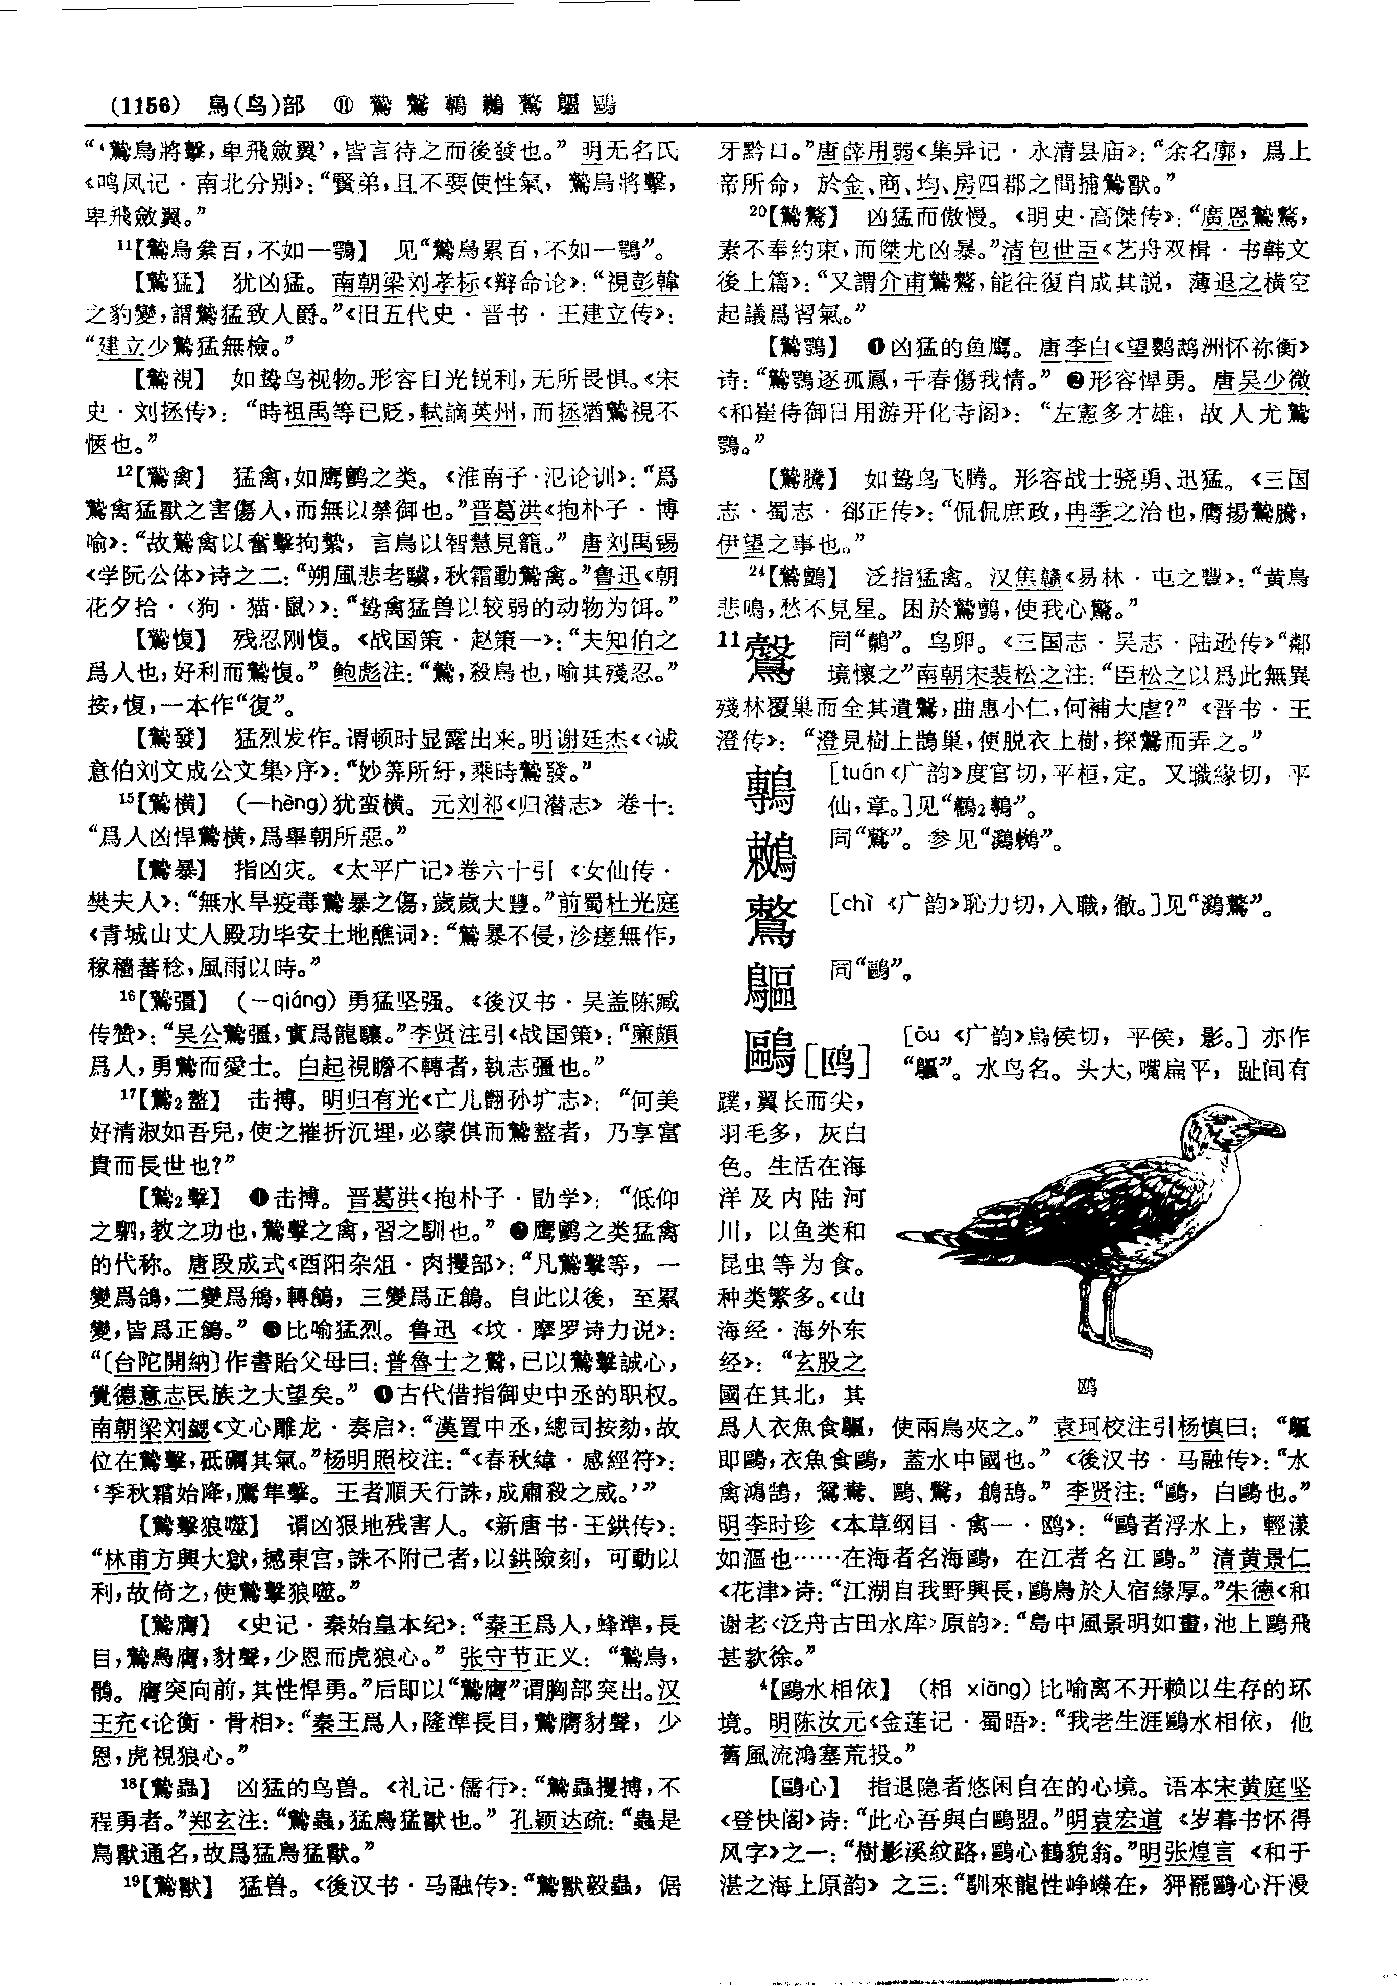 (1156) 鳥(鸟)部 ⑪ 鷙 鷖 鷒 鶒 鷘 鷗
“‘鷙鳥將擊,卑飛斂翼’,皆言待之而後發也。” 明无名氏
《鸣凤记·南北分别》:“賢弟,且不要使性氣,鷙鳥將擊,
卑飛斂翼。”
11【鷙鳥絫百,不如一鶚】 见“鷙鳥累百,不如一鶚”。
【鷙猛】 犹凶猛。南朝梁刘孝标《辩命论》:“視彭韓
之豹變,謂鷙猛致人爵。”《旧五代史·晋书·王建立传》:
“建立少鷙猛無檢。”
【鷙視】 如鸷鸟视物。形容目光锐利,无所畏惧。《宋
史·刘拯传》:“時祖禹等已貶,軾謫英州,而拯猶鷙視不
愜也。”
12【鷙禽】 猛禽,如鹰鹯之类。《淮南子·氾论训》:“爲
鷙禽猛獸之害傷人,而無以禁御也。”晋葛洪《抱朴子·博
喻》:“故鷙禽以奮擊拘縶,言鳥以智慧見籠。” 唐刘禹锡
《学阮公体》诗之二:“朔風悲老驥,秋霜動鷙禽。”鲁迅《朝
花夕拾·〈狗·猫·鼠〉》:“鸷禽猛兽以较弱的动物为饵。”
【鷙愎】 残忍刚愎。《战国策·赵策一》:“夫知伯之
爲人也,好利而鷙愎。” 鲍彪注:“鷙,殺鳥也,喻其殘忍。”
按,愎,一本作“復”。
【鷙發】 猛烈发作。谓顿时显露出来。明谢廷杰《〈诚
意伯刘文成公文集〉序》:“妙筭所紆,乘時鷙發。”
15【鷙横】 (一hèng)犹蛮横。元刘祁《归潜志》卷十:
“爲人凶悍鷙横,爲舉朝所惡。”
【鷙暴】 指凶灾。《太平广记》卷六十引《女仙传·
樊夫人》:“無水旱疫毒鷙暴之傷,歲歲大豐。”前蜀杜光庭
《青城山丈人殿功毕安土地醮词》:“鷙暴不侵,沴瘥無作,
稼穡蕃稔,風雨以時。”
16【鷙彊】 (一qiáng) 勇猛坚强。《後汉书·吴盖陈臧
传赞》:“吴公鷙彊,實爲龍驤。”李贤注引《战国策》:“廉頗
爲人,勇鷙而愛士。白起視瞻不轉者,執志彊也。”
17【鷙2盭】 击搏。明归有光《亡儿䎖孙圹志》:“何美
好清淑如吾兒,使之摧折沉埋,必蒙倛而鷙盭者,乃享富
貴而長世也?”
【鷙2擊】 ❶击搏。晋葛洪《抱朴子·勖学》:“低仰
之駟,教之功也,鷙擊之禽,習之馴也。” ❷鹰鹯之类猛禽
的代称。唐段成式《酉阳杂俎·肉攫部》:“凡鷙擊等,一
變爲鴿,二變爲鴘,轉鶬,三變爲正鶬。自此以後,至累
變,皆爲正鶬。” ❸比喻猛烈。鲁迅《坟·摩罗诗力说》:
“〔台陀開納〕作書貽父母曰:普魯士之鷲,已以鷙擊誠心,
覺德意志民族之大望矣。” ❹古代借指御史中丞的职权。
南朝梁刘勰《文心雕龙·奏启》:“漢置中丞,總司按劾,故
位在鷙擊,砥礪其氣。”杨明照校注:“《春秋緯·感經符》:
‘季秋霜始降,鷹隼擊。王者順天行誅,成肅殺之威。’”
【鷙擊狼噬】 谓凶狠地残害人。《新唐书·王鉷传》:
“林甫方興大獄,撼東宫,誅不附己者,以鉷險刻,可動以
利,故倚之,使鷙擊狼噬。”
【鷙膺】 《史记·秦始皇本纪》:“秦王爲人,蜂準,長
目,鷙鳥膺,豺聲,少恩而虎狼心。” 张守节正义:“鷙鳥,
鶻。膺突向前,其性悍勇。”后即以“鷙膺”谓胸部突出。汉
王充《论衡·骨相》:“秦王爲人,隆準長目,鷙膺豺聲,少
恩,虎視狼心。”
18【鷙蟲】 凶猛的鸟兽。《礼记·儒行》:“鷙蟲攫搏,不
程勇者。”郑玄注:“鷙蟲,猛鳥猛獸也。” 孔颖达疏:“蟲是
鳥獸通名,故爲猛鳥猛獸。”
19【鷙獸】 猛兽。《後汉书·马融传》:“鷙獸毅蟲,倨
牙黔口。”唐薛用弱《集异记·永清县庙》:“余名廓,爲上
帝所命,於金、商、均、房四郡之間捕鷙獸。”
20【鷙驁】 凶猛而傲慢。《明史·高傑传》:“廣恩鷙驁,
素不奉約束,而傑尤凶暴。”清包世臣《艺舟双楫·书韩文
後上篇》:“又謂介甫鷙驁,能往復自成其説,薄退之横空
起議爲習氣。”
【鷙鶚】 ❶凶猛的鱼鹰。唐李白《望鹦鹉洲怀祢衡》
诗:“鷙鶚逐孤鳳,千春傷我情。” ❷形容悍勇。唐吴少微
《和崔侍御日用游开化寺阁》:“左憲多才雄,故人尤鷙
鶚。”
【鷙騰】 如鸷鸟飞腾。形容战士骁勇、迅猛。《三国
志·蜀志·郤正传》:“侃侃庶政,冉季之治也,鷹揚鷙騰,
伊望之事也。”
24【鷙鸇】 泛指猛禽。汉焦赣《易林·屯之豐》:“黄鳥
悲鳴,愁不見星。困於鷙鸇,使我心驚。”
11 同“鷇”。鸟卵。《三国志·吴志·陆逊传》“鄰
境懷之”南朝宋裴松之注:“臣松之以爲此無異
殘林覆巢而全其遺鷇,曲惠小仁,何補大虐?”《晋书·王
澄传》:“澄見樹上鹊巢,便脱衣上樹,探鷇而弄之。”
鷒 [tuán《广韵》度官切,平桓,定。又職緣切,平
仙,章。]见“鸛2鷒”。
鶒 同“鷘”。参见“鸂鶒”。
鷘 [chì《广韵》恥力切,入職,徹。]见“鸂鷘”。
同“鷗”。
鷗[鸥] [ōu《广韵》烏侯切,平侯,影。]亦作
。水鸟名。头大,嘴扁平,趾间有
蹼,翼长而尖,
羽毛多,灰白
色。生活在海
洋及内陆河
川,以鱼类和
昆虫等为食。
种类繁多。《山
海经·海外东
经》:“玄股之
國在其北,其
鸥
爲人衣魚食䳼,使兩鳥夾之。” 袁珂校注引杨慎曰:“䳼
即鷗,衣魚食鷗,蓋水中國也。” 《後汉书·马融传》:“水
禽鴻鹄,鴛鴦、鷗、鷖,鶬鴰。” 李贤注:“鷗,白鷗也。”
明李时珍《本草纲目·禽一·鸥》:“鷗者浮水上,輕漾
如漚也……在海者名海鷗,在江者名江鷗。” 清黄景仁
《花津》诗:“江湖自我野興長,鷗鳥於人宿緣厚。”朱德《和
谢老〈泛舟古田水库〉原韵》:“島中風景明如畫,池上鷗飛
甚款徐。”
4【鷗水相依】 (相 xiāng)比喻离不开赖以生存的环
境。明陈汝元《金莲记·蜀晤》:“我老生涯鷗水相依,他
舊風流鴻塞荒投。”
【鷗心】 指退隐者悠闲自在的心境。语本宋黄庭坚
《登快阁》诗:“此心吾與白鷗盟。”明袁宏道《岁暮书怀得
风字》之一:“樹影溪紋路,鷗心鶴貌翁。”明张煌言《和于
湛之海上原韵》之三:“馴來龍性崢嶸在,狎罷鷗心汗漫